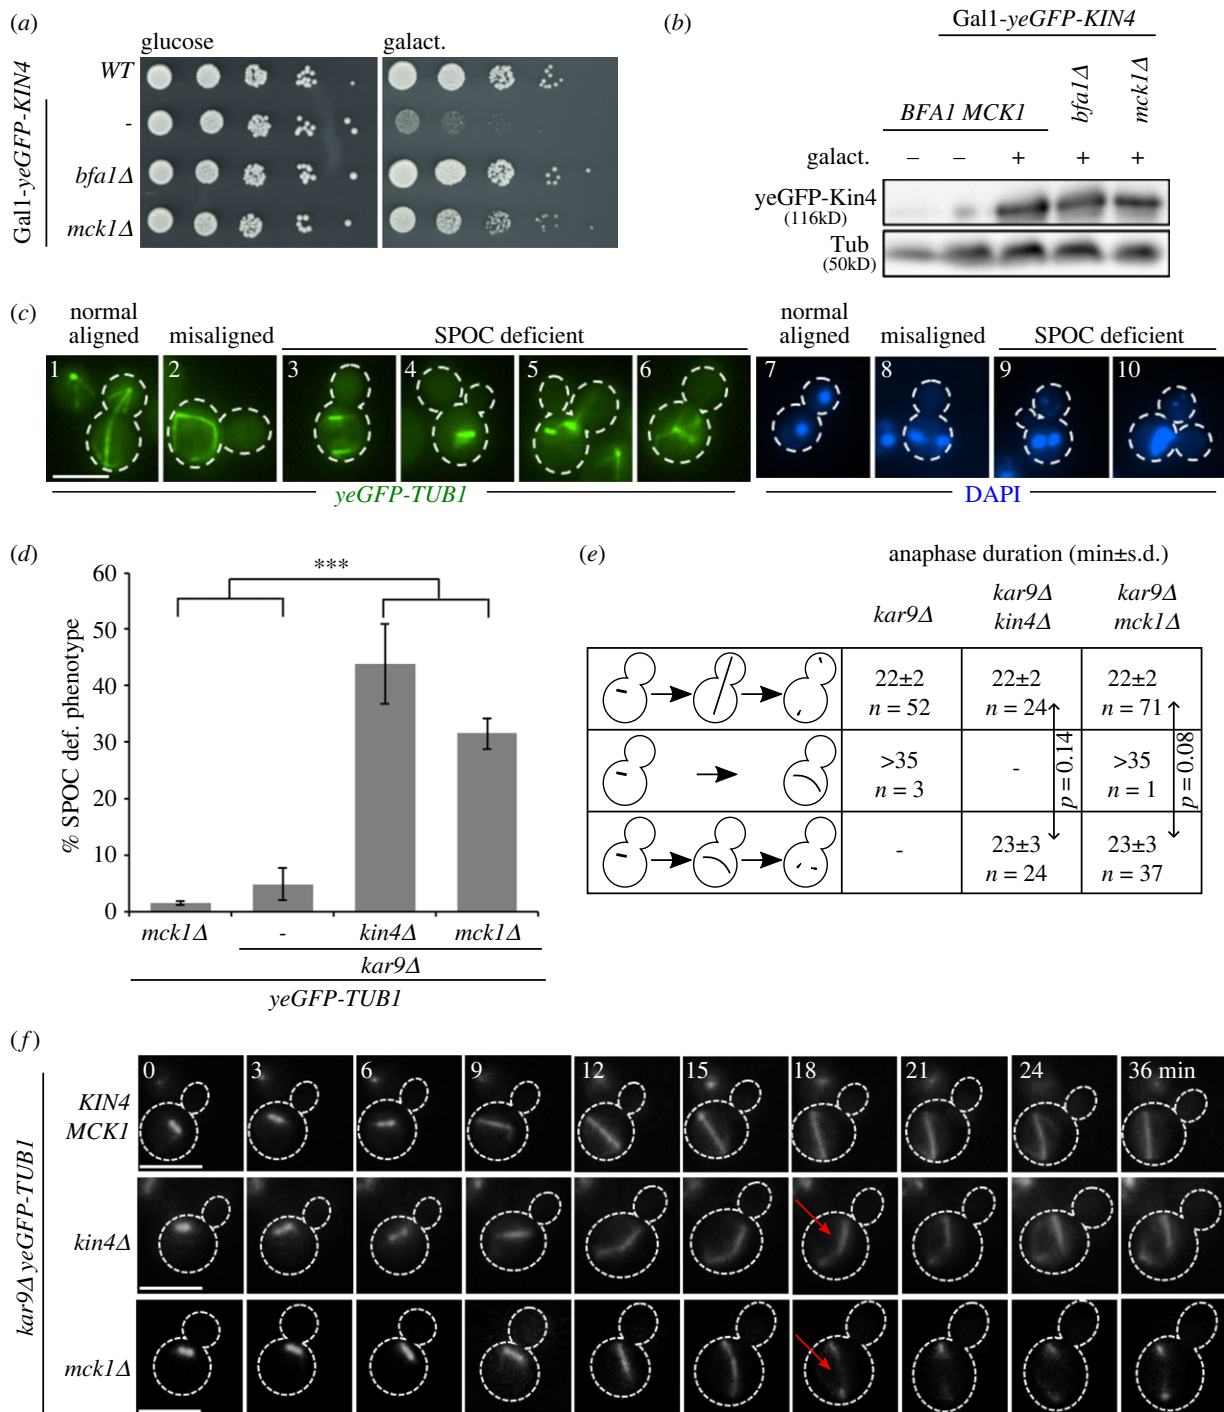 (a)
glucose
galact.
Gal1-yeGFP-KIN4
WT
-
bfa1Δ
mck1Δ
(b)
Gal1-yeGFP-KIN4
BFA1 MCK1
bfa1Δ
mck1Δ
galact.
– – + + +
yeGFP-Kin4
(116kD)
Tub
(50kD)
(c)
normal aligned
misaligned
SPOC deficient
normal aligned
misaligned
SPOC deficient
1 2 3 4 5 6 7 8 9 10
yeGFP-TUB1
DAPI
(d)
% SPOC def. phenotype
60
50
40
30
20
10
0
***
mck1Δ - kin4Δ mck1Δ
kar9Δ
yeGFP-TUB1
(e)
anaphase duration (min±s.d.)
kar9Δ
kar9Δ kin4Δ
kar9Δ mck1Δ
22±2 22±2 22±2
n = 52 n = 24 n = 71
>35 - >35
n = 3 n = 1
p = 0.14
p = 0.08
- 23±3 23±3
n = 24 n = 37
(f)
kar9Δ yeGFP-TUB1
0 3 6 9 12 15 18 21 24 36 min
KIN4
MCK1
kin4Δ
mck1Δ